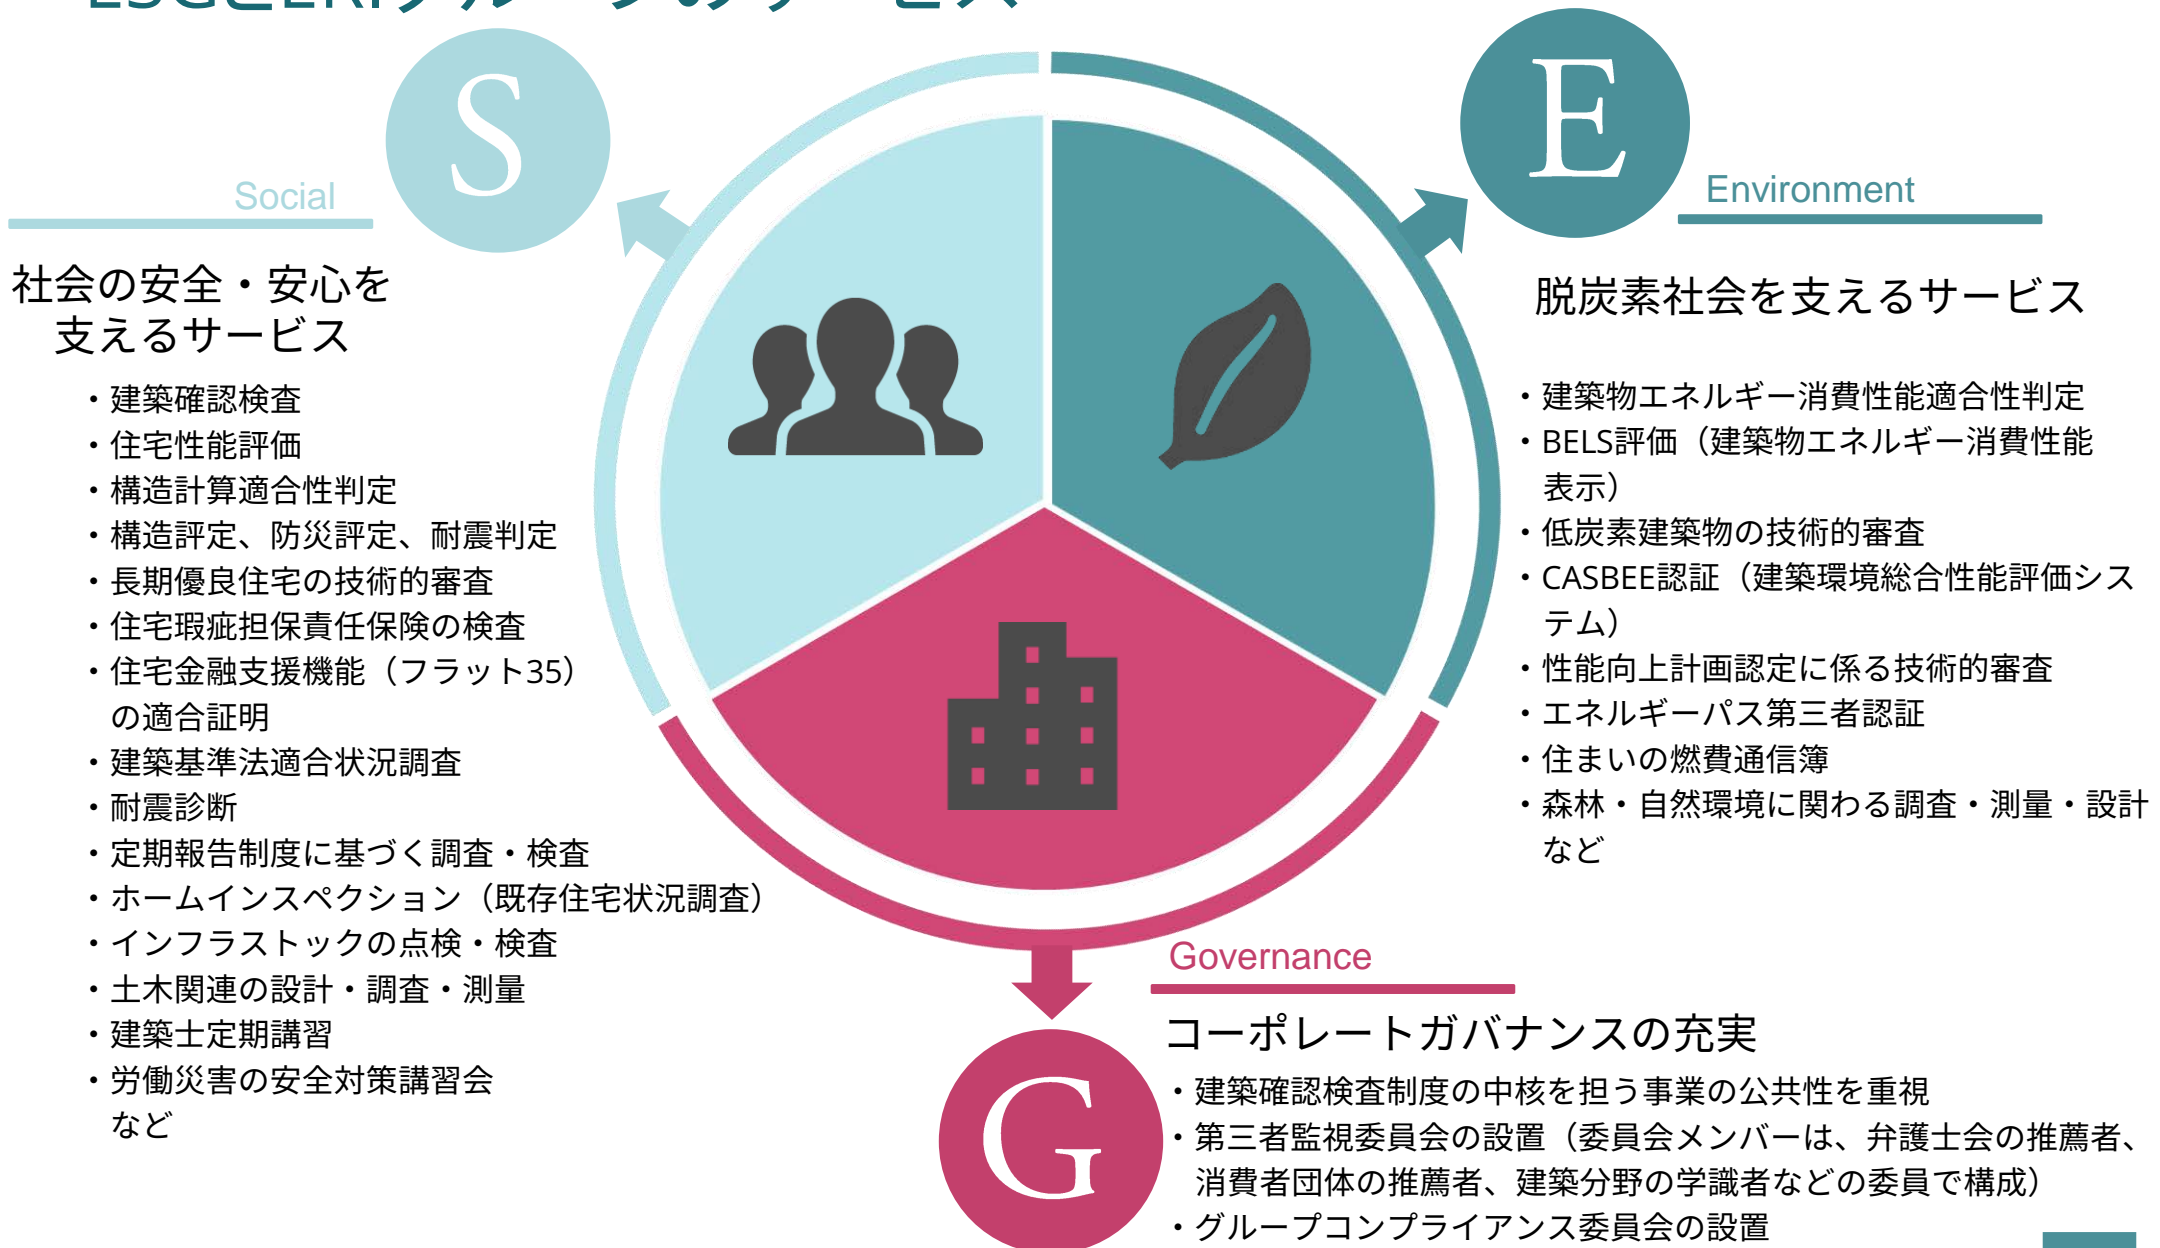 ESGとERIグループのサービス
S
Social
社会の安全・安心を
支えるサービス
・建築確認検査
・住宅性能評価
・構造計算適合性判定
・構造評定、防災評定、耐震判定
・長期優良住宅の技術的審査
・住宅瑕疵担保責任保険の検査
・住宅金融支援機能（フラット35）
の適合証明
・建築基準法適合状況調査
・耐震診断
・定期報告制度に基づく調査・検査
・ホームインスペクション（既存住宅状況調査）
・インフラストックの点検・検査
・土木関連の設計・調査・測量
・建築士定期講習
・労働災害の安全対策講習会
など
E
Environment
脱炭素社会を支えるサービス
・建築物エネルギー消費性能適合性判定
・BELS評価（建築物エネルギー消費性能
表示）
・低炭素建築物の技術的審査
・CASBEE認証（建築環境総合性能評価シス
テム）
・性能向上計画認定に係る技術的審査
・エネルギーパス第三者認証
・住まいの燃費通信簿
・森林・自然環境に関わる調査・測量・設計
など
G
Governance
コーポレートガバナンスの充実
・建築確認検査制度の中核を担う事業の公共性を重視
・第三者監視委員会の設置（委員会メンバーは、弁護士会の推薦者、
消費者団体の推薦者、建築分野の学識者などの委員で構成）
・グループコンプライアンス委員会の設置